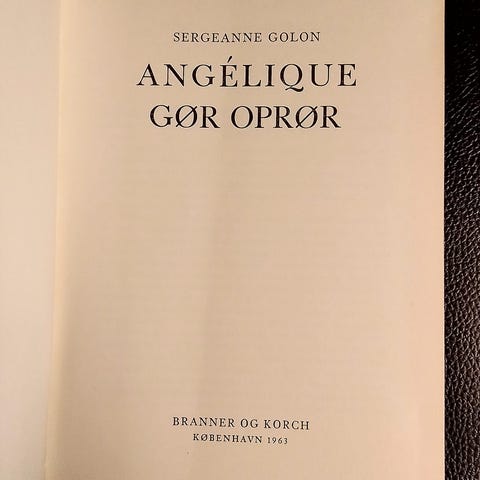 SERGEANNE GOLON
ANGÉLIQUE
GØR OPRØR
BRANNER OG KORCH
KØBENHAVN 1963